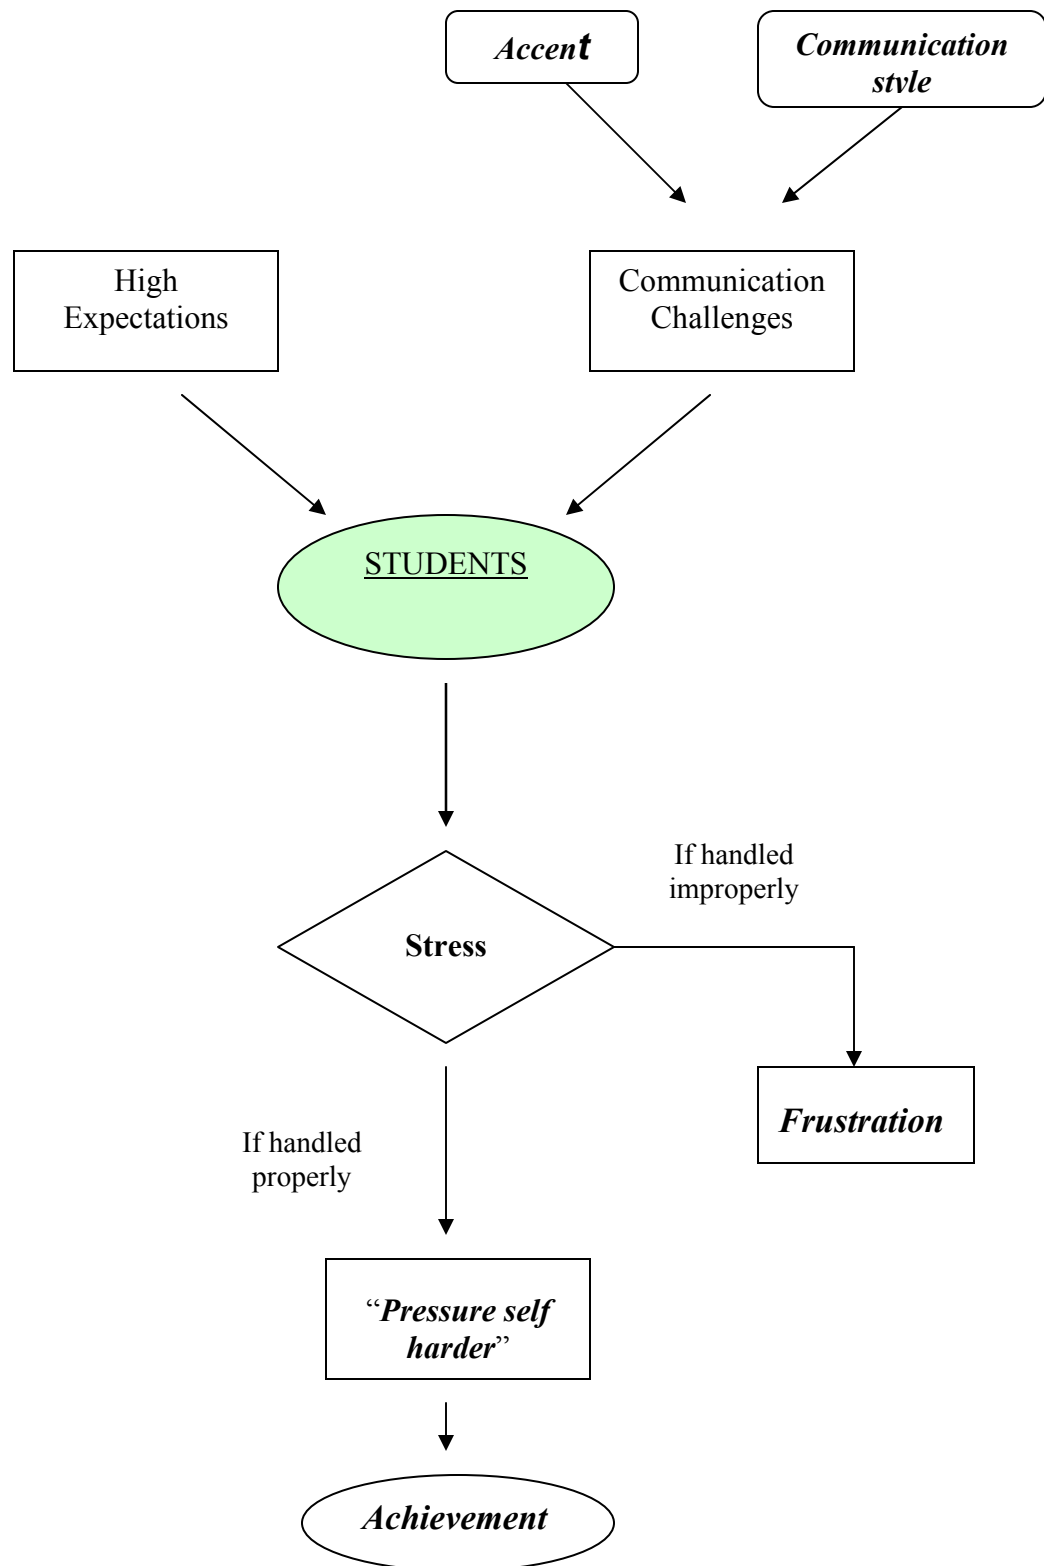 Accent
Communication
style
High
Expectations
Communication
Challenges
STUDENTS
If handled
improperly
Stress
Frustration
If handled
properly
“Pressure self
harder”
Achievement